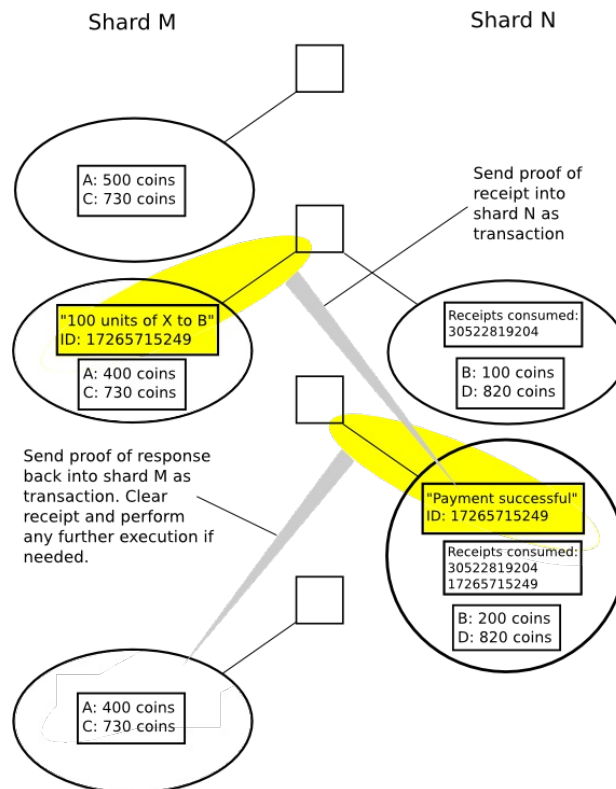 Shard M
Shard N
A: 500 coins
C: 730 coins
Send proof of
receipt into
shard N as
transaction
"100 units of X to B"
ID: 17265715249
A: 400 coins
C: 730 coins
Receipts consumed:
30522819204
B: 100 coins
D: 820 coins
Send proof of response
back into shard M as
transaction. Clear
receipt and perform
any further execution if
needed.
"Payment successful"
ID: 17265715249
Receipts consumed:
30522819204
17265715249
B: 200 coins
D: 820 coins
A: 400 coins
C: 730 coins